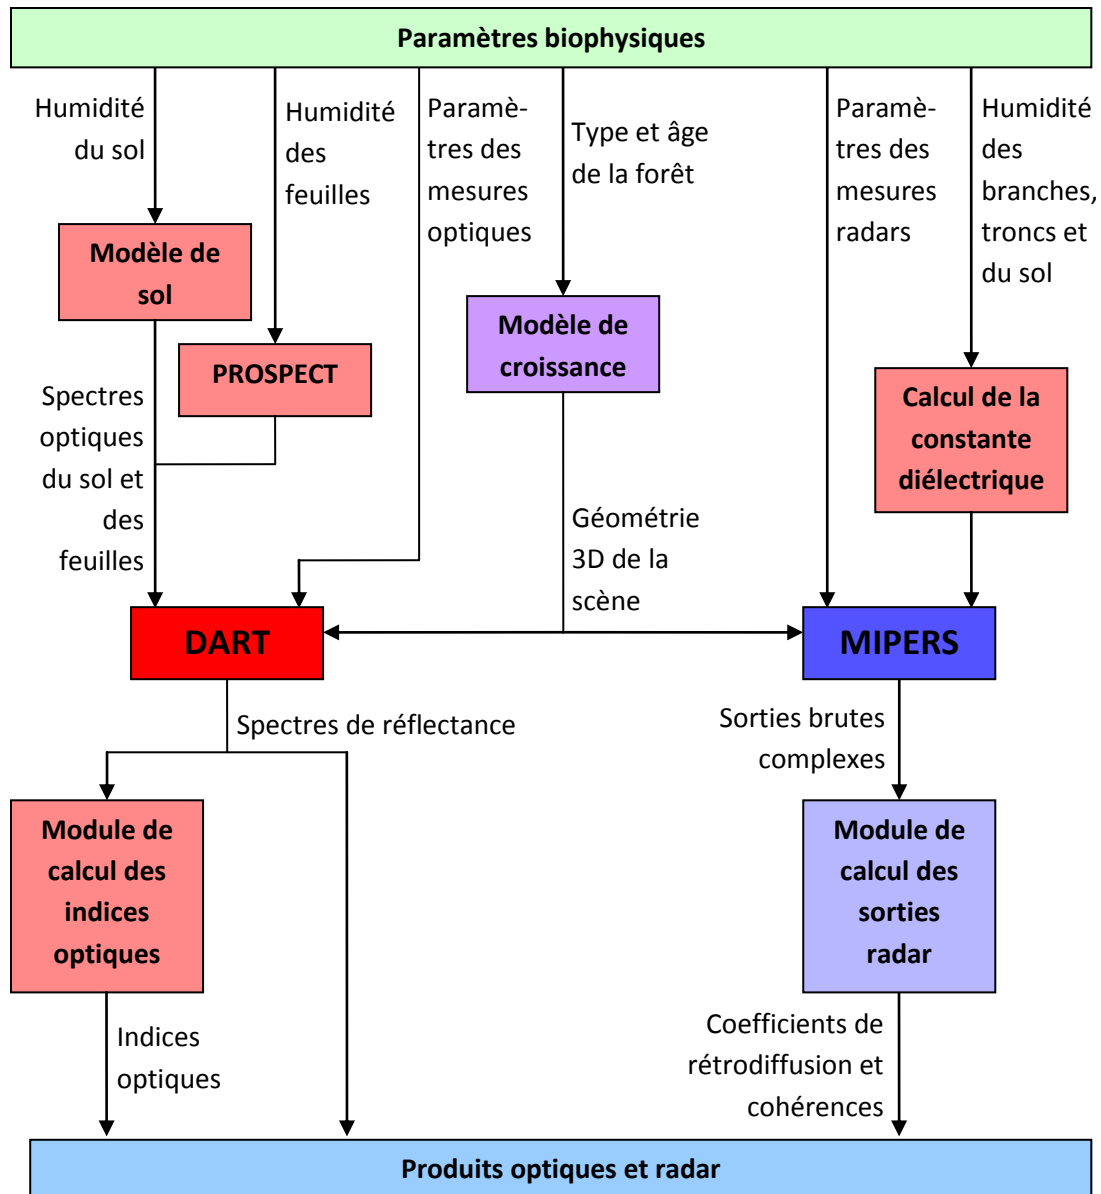 Paramètres biophysiques
Humidité
du sol
Humidité
des
feuilles
Paramè-
tres des
mesures
optiques
Type et âge
de la forêt
Paramè-
tres des
mesures
radars
Humidité
des
branches,
troncs et
du sol
Modèle de
sol
PROSPECT
Modèle de
croissance
Calcul de la
constante
diélectrique
Spectres
optiques
du sol et
des
feuilles
Géométrie
3D de la
scène
DART
MIPERS
Spectres de réflectance
Sorties brutes
complexes
Module de
calcul des
indices
optiques
Module de
calcul des
sorties
radar
Indices
optiques
Coefficients de
rétrodiffusion et
cohérences
Produits optiques et radar